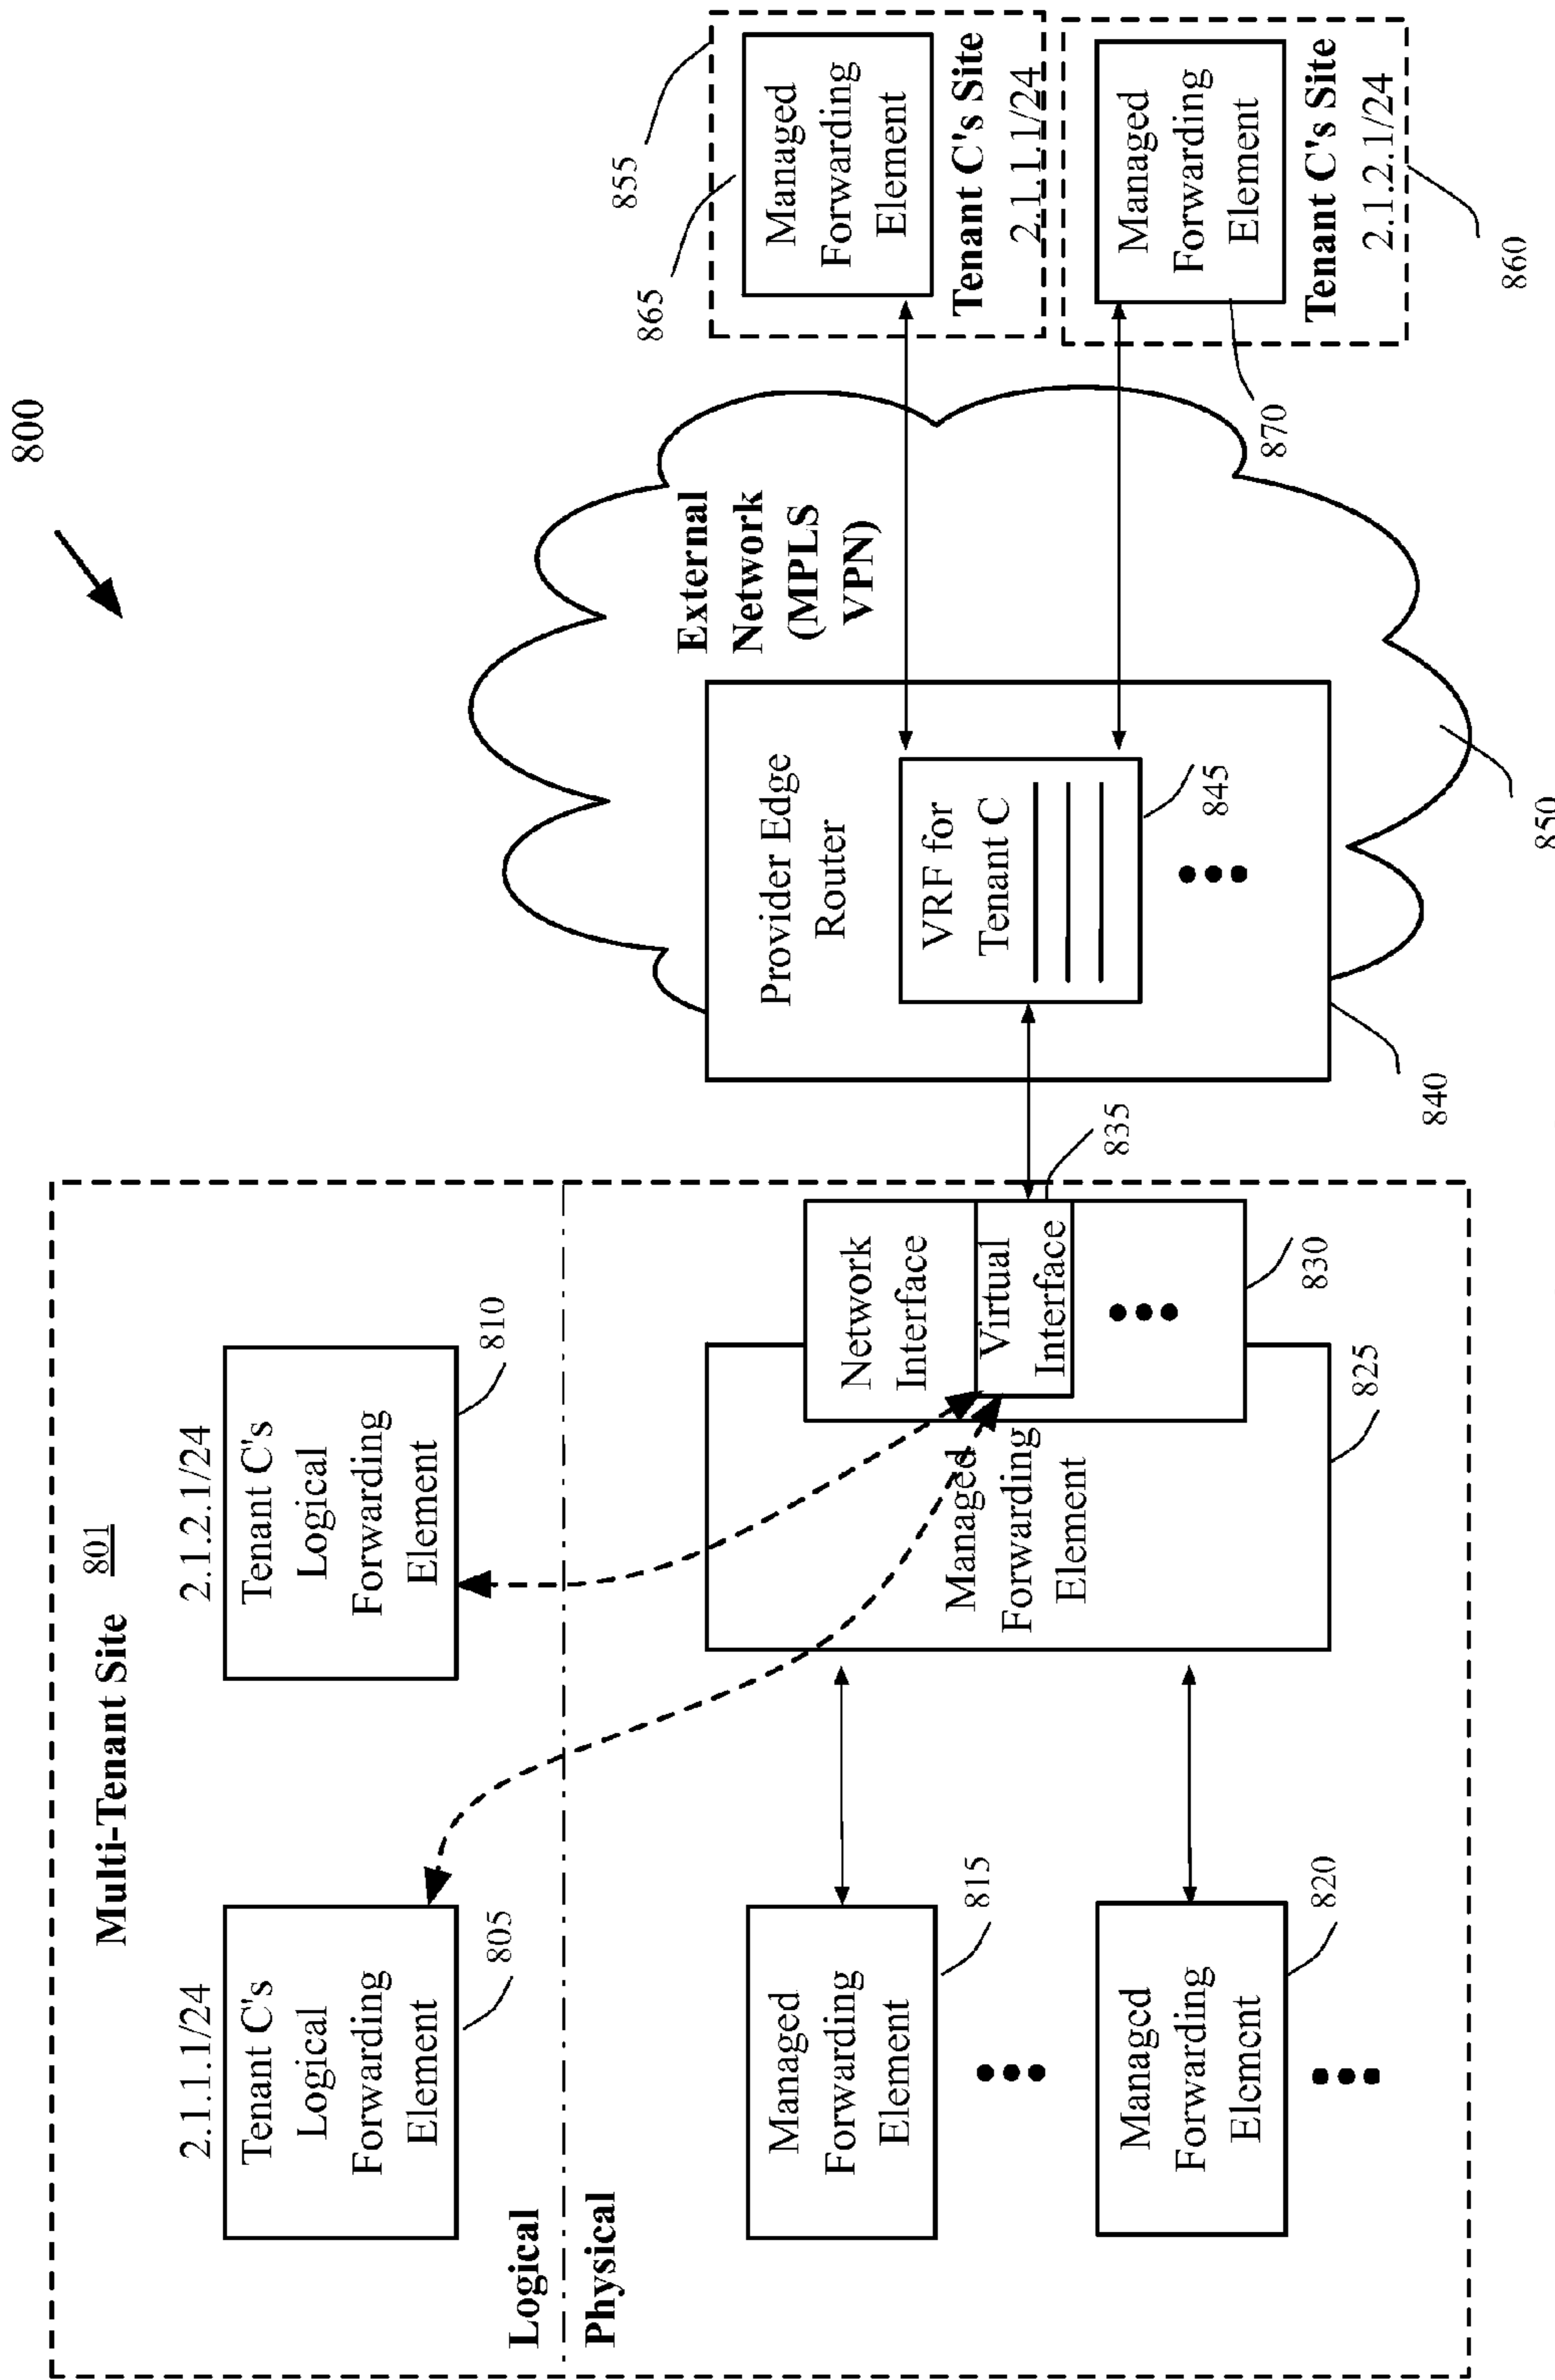 800
Multi-Tenant Site 801
2.1.1.1/24
Tenant C's
Logical
Forwarding
Element
805
2.1.2.1/24
Tenant C's
Logical
Forwarding
Element
810
Logical
Physical
Managed
Forwarding
Element
815
Managed
Forwarding
Element
820
Managed
Forwarding
Element
825
Network
Interface
830
Virtual
Interface
835
Provider Edge
Router
840
VRF for
Tenant C
845
External
Network
(MPLS
VPN)
850
855
865
Managed
Forwarding
Element
Tenant C's Site
2.1.1.1/24
Managed
Forwarding
Element
870
Tenant C's Site
2.1.2.1/24
860